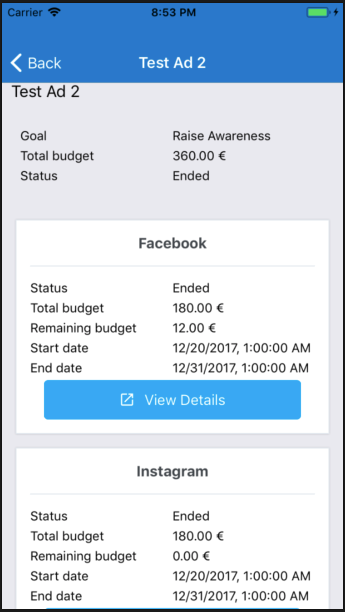 Carrier 8:53 PM
Back Test Ad 2
Test Ad 2
Goal Raise Awareness
Total budget 360.00 €
Status Ended
Facebook
Status Ended
Total budget 180.00 €
Remaining budget 12.00 €
Start date 12/20/2017, 1:00:00 AM
End date 12/31/2017, 1:00:00 AM
View Details
Instagram
Status Ended
Total budget 180.00 €
Remaining budget 0.00 €
Start date 12/20/2017, 1:00:00 AM
End date 12/31/2017, 1:00:00 AM